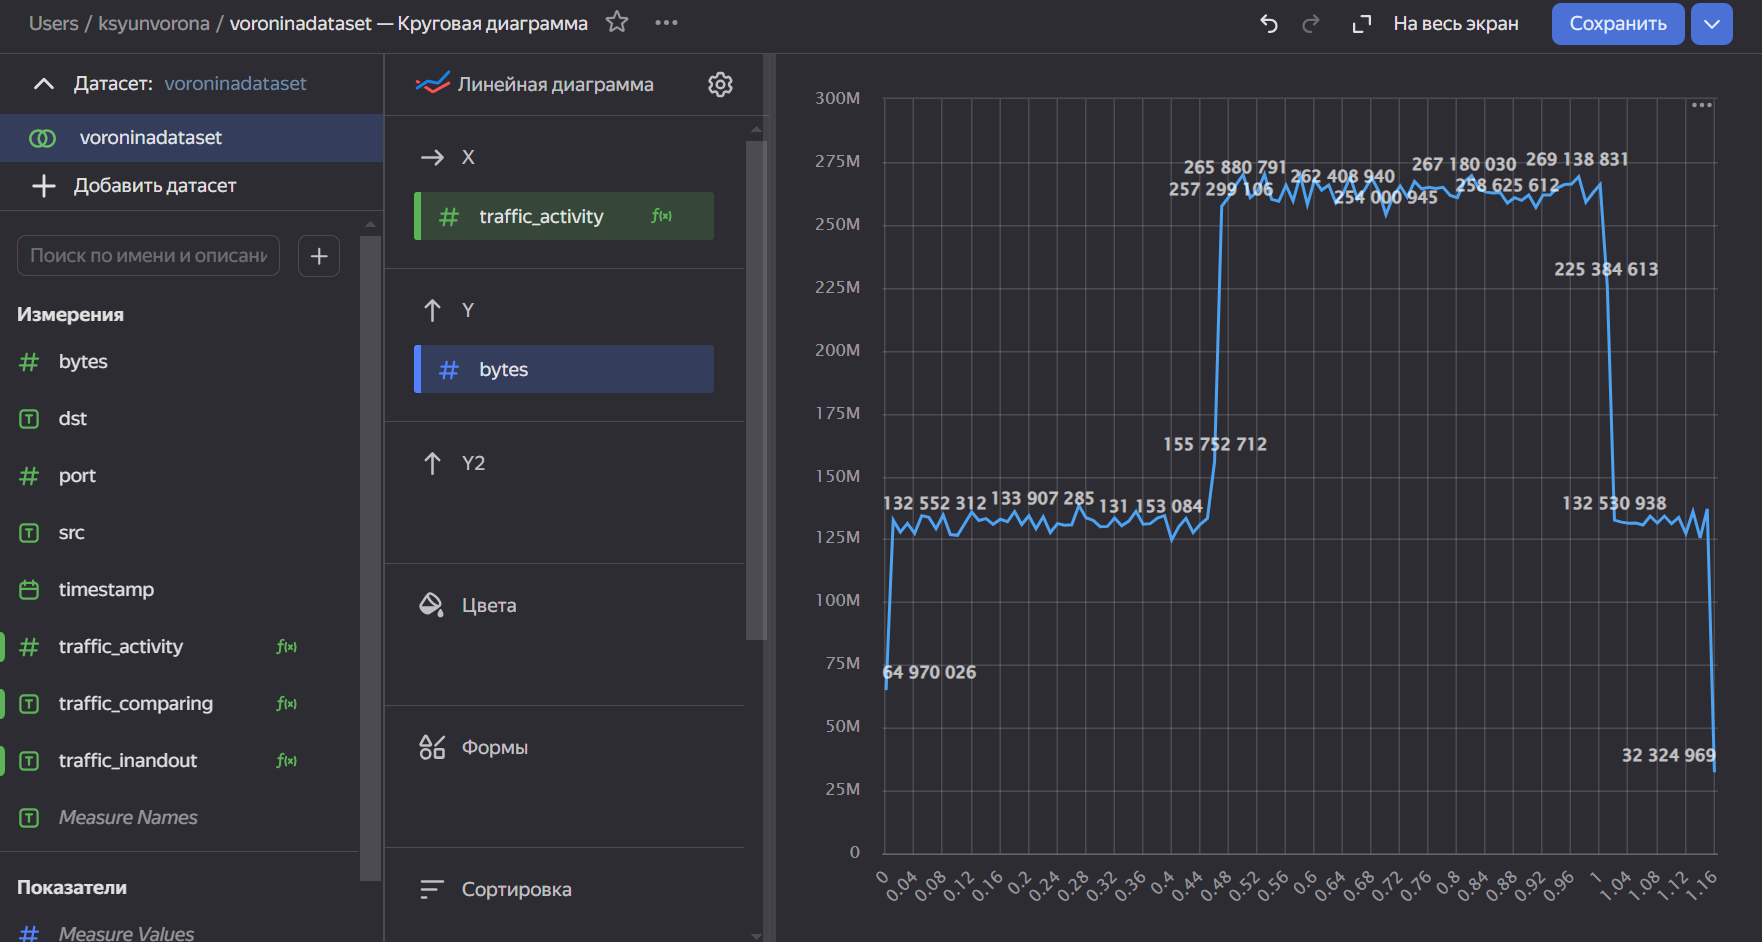 Users / ksyunvorona / voroninadataset — Круговая диаграмма
На весь экран
Сохранить
Датасет: voroninadataset
voroninadataset
Добавить датасет
Поиск по имени и описани
Измерения
bytes
dst
port
src
timestamp
traffic_activity f(x)
traffic_comparing f(x)
traffic_inandout f(x)
Measure Names
Показатели
Measure Values
Линейная диаграмма
X
traffic_activity f(x)
Y
bytes
Y2
Цвета
Формы
Сортировка
300M
275M
250M
225M
200M
175M
150M
125M
100M
75M
50M
25M
0
265 880 791
257 299 106
262 408 940
254 000 945
267 180 030
258 625 612
269 138 831
225 384 613
155 752 712
132 552 312
133 907 285
131 153 084
132 530 938
64 970 026
32 324 969
0
0.04
0.08
0.12
0.16
0.2
0.24
0.28
0.32
0.36
0.4
0.44
0.48
0.52
0.56
0.6
0.64
0.68
0.72
0.76
0.8
0.84
0.88
0.92
0.96
1
1.04
1.08
1.12
1.16